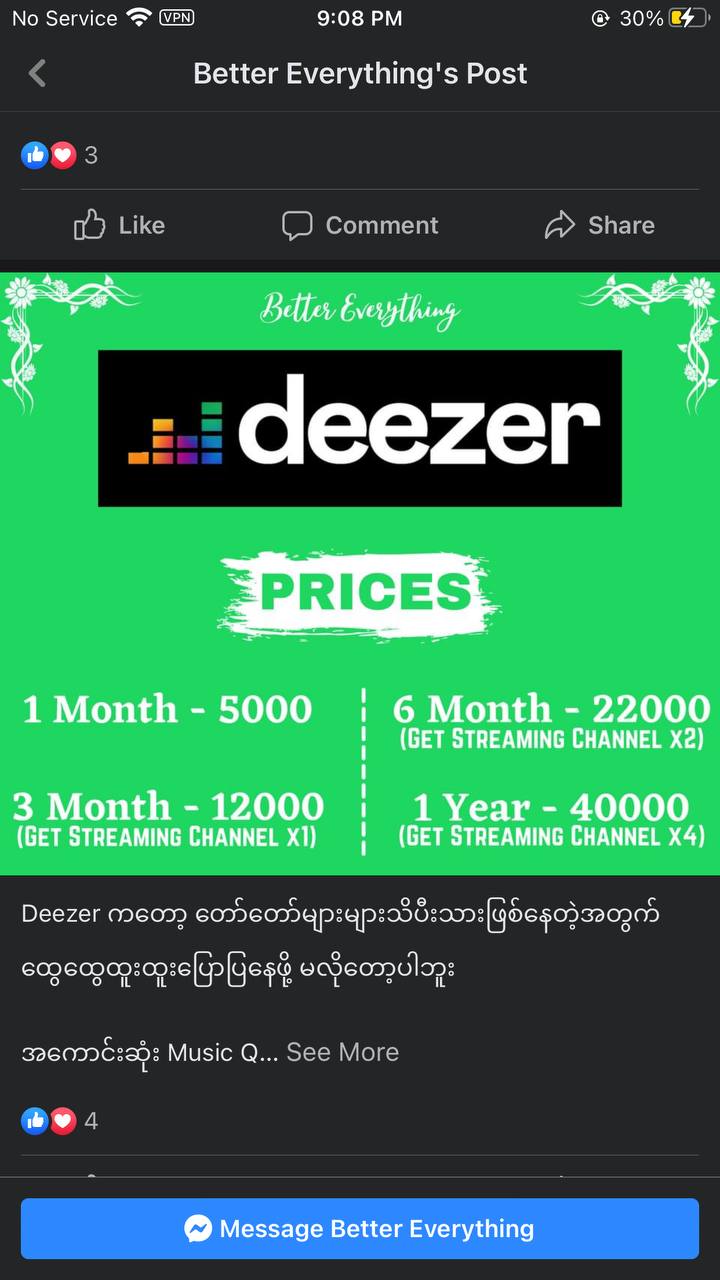 No Service VPN 9:08 PM 30%
Better Everything's Post
3
Like Comment Share
Better Everything
deezer
PRICES
1 Month - 5000
3 Month - 12000
(Get Streaming Channel x1)
6 Month - 22000
(Get Streaming Channel x2)
1 Year - 40000
(Get Streaming Channel x4)
Deezer ကတော့ တော်တော်များများသိပီးသားဖြစ်နေတဲ့အတွက်
ထွေထွေထူးထူးပြောပြနေဖို့ မလိုတော့ပါဘူး
အကောင်းဆုံး Music Q... See More
4
Message Better Everything